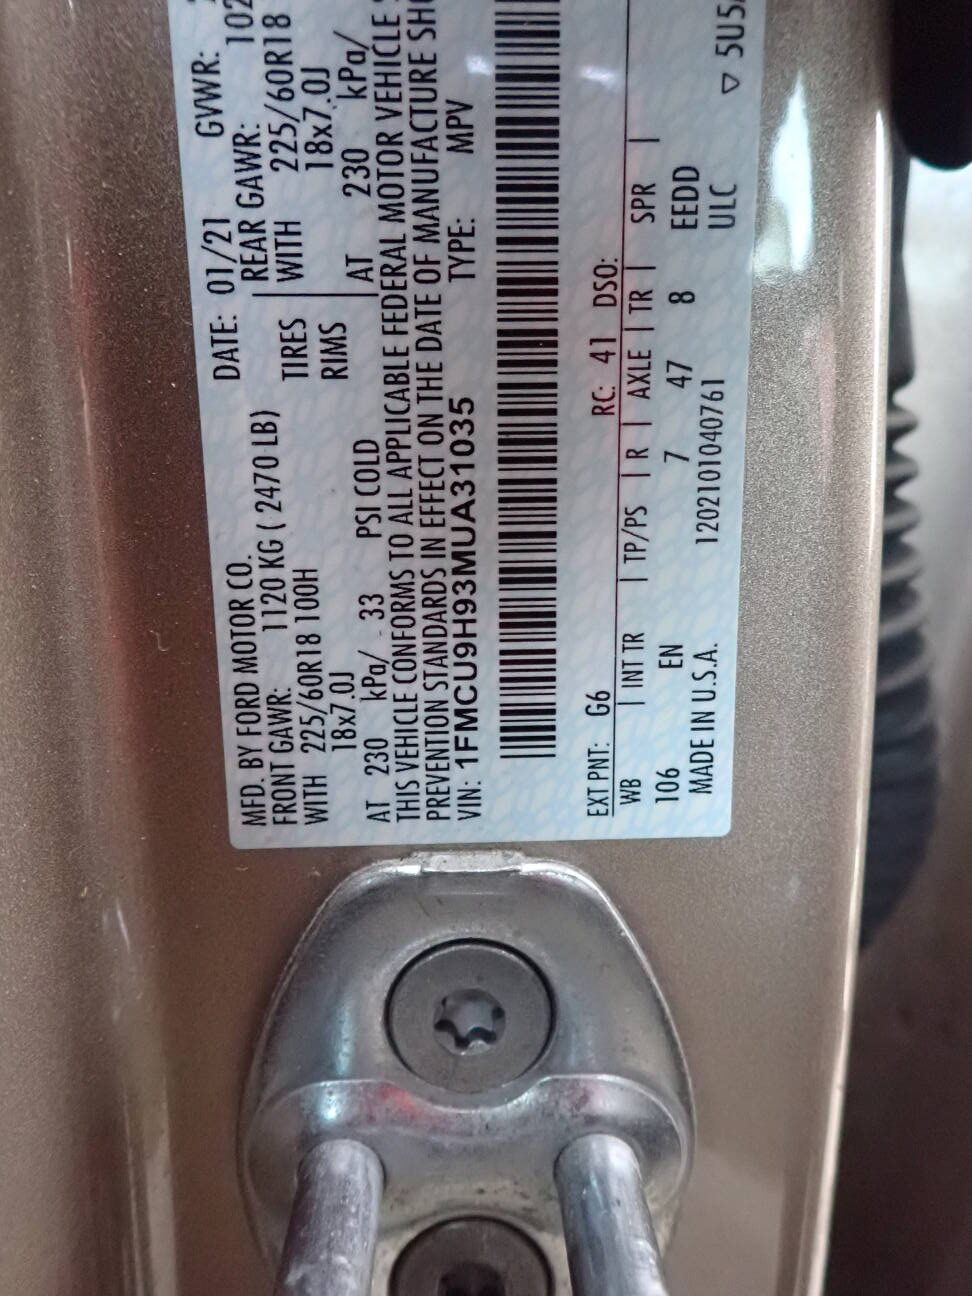 MFD. BY FORD MOTOR CO. DATE: 01/21 GVWR:
FRONT GAWR: 1120 KG ( 2470 LB) REAR GAWR: 102
WITH 225/60R18 100H TIRES WITH 225/60R18
18x7.0J RIMS 18x7.0J
AT 230 kPa/ 33 PSI COLD AT 230 kPa/
THIS VEHICLE CONFORMS TO ALL APPLICABLE FEDERAL MOTOR VEHICLE
PREVENTION STANDARDS IN EFFECT ON THE DATE OF MANUFACTURE
VIN: 1FMCU9H93MUA31035 TYPE: MPV
EXT PNT: G6 RC: 41 DSO:
WB | INT TR | TP/PS | R | AXLE | TR | SPR |
106 EN 7 47 8 EEDD
MADE IN U.S.A. 120210104076 1 ULC ▽ 5U5